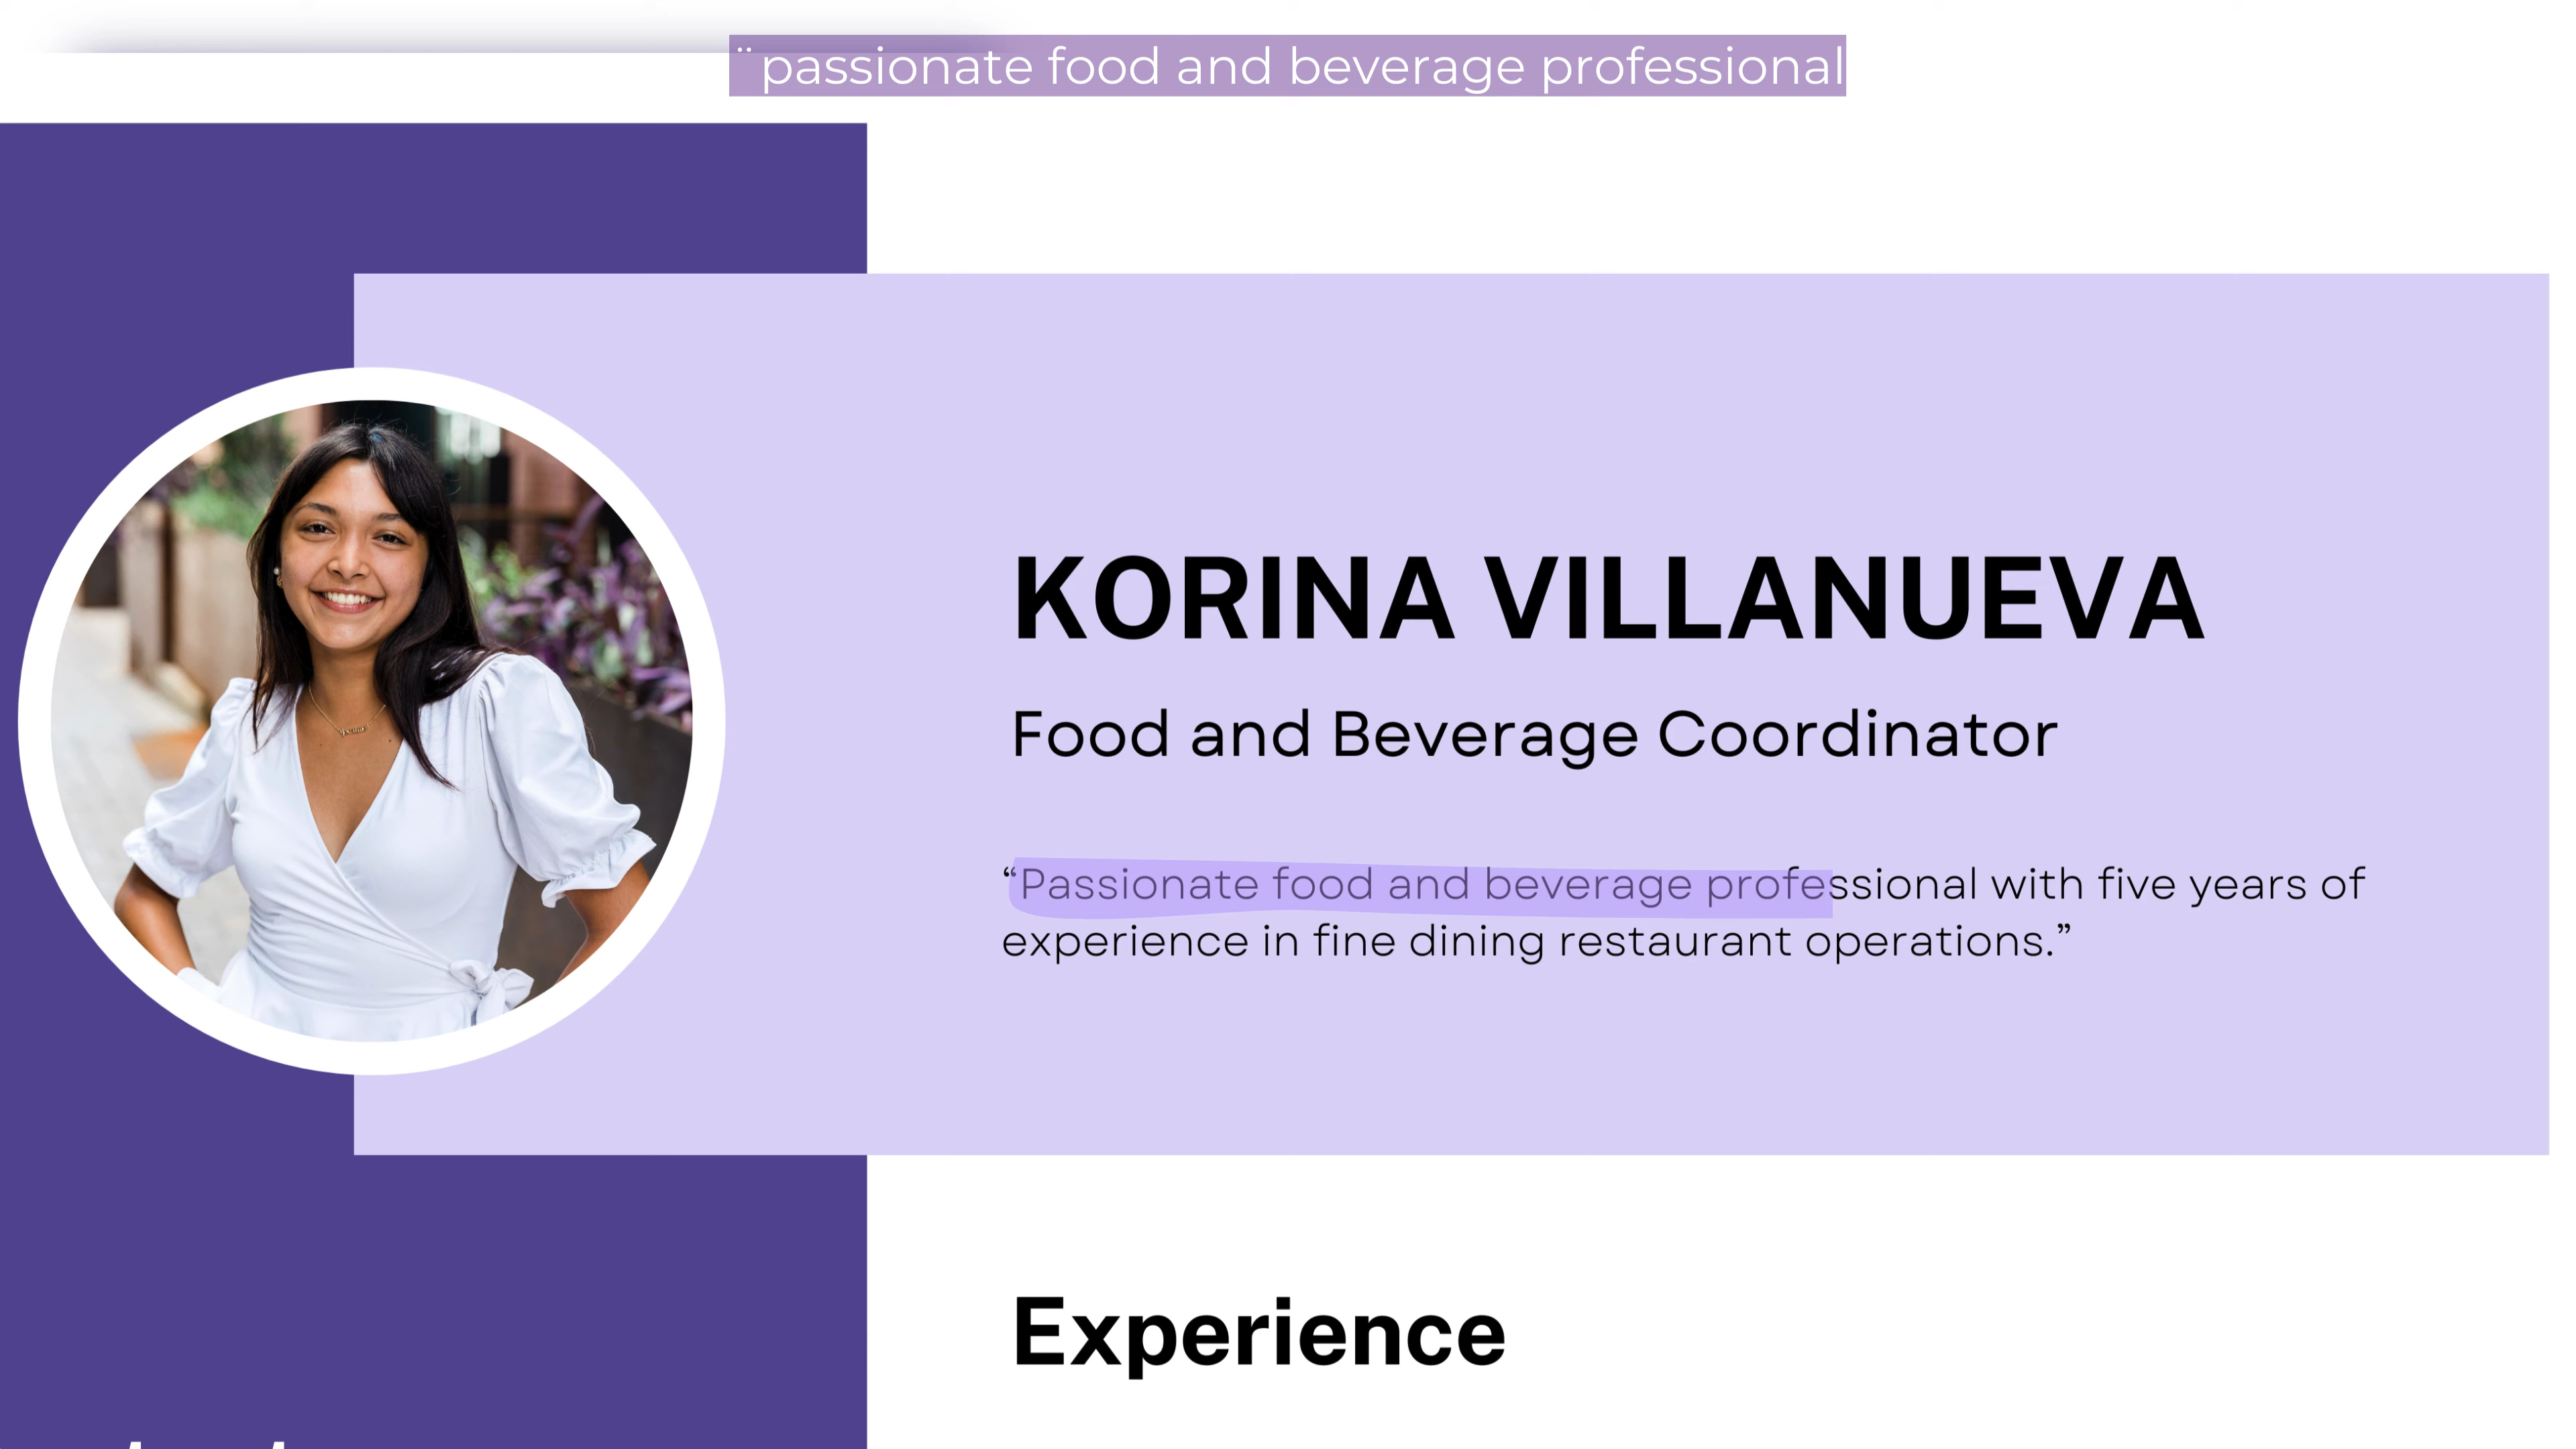 ¨passionate food and beverage professional
KORINA VILLANUEVA
Food and Beverage Coordinator
“Passionate food and beverage professional with five years of
experience in fine dining restaurant operations.”
Experience